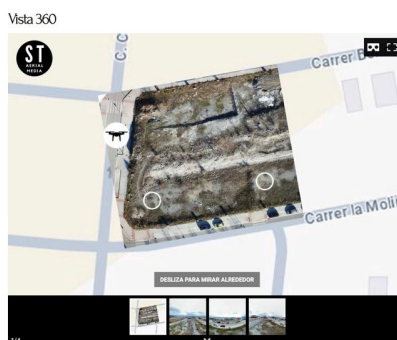 Vista 360
ST
AERIAL
MEDIA
C. C
Carrer B
Carrer la Moli
DESLIZA PARA MIRAR ALREDEDOR